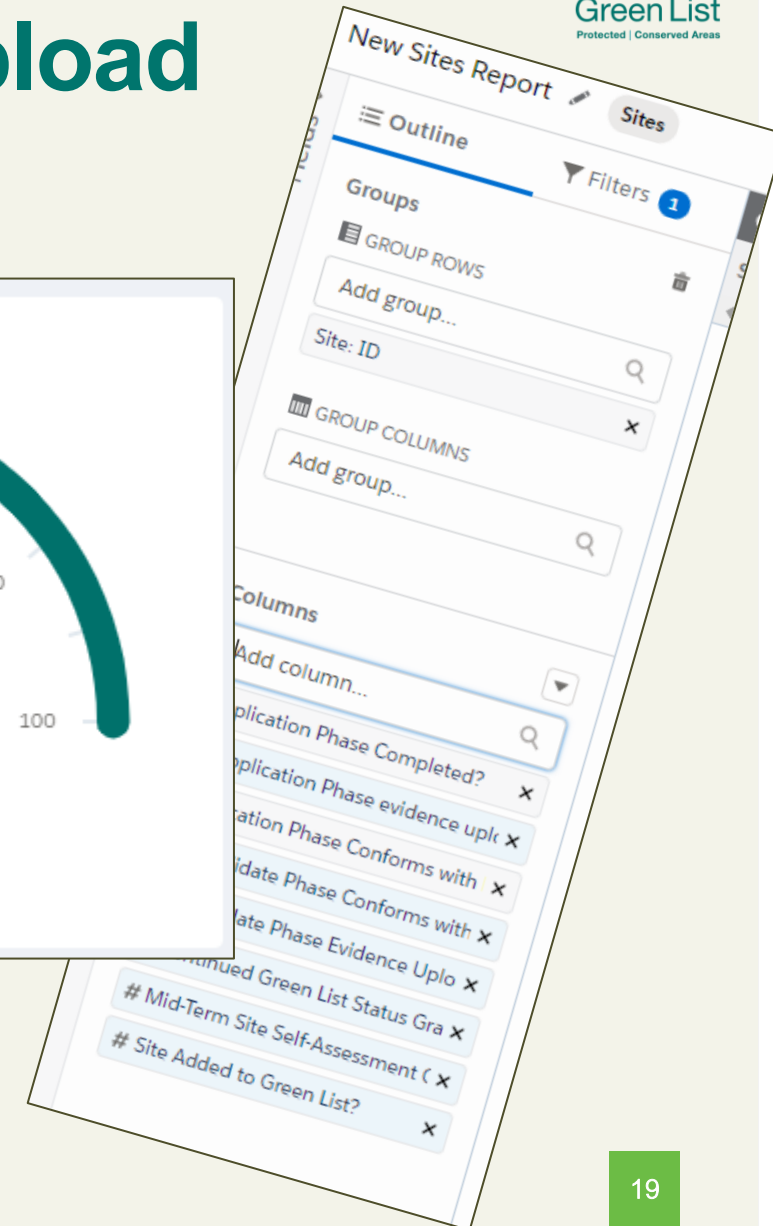 pload
Green List
Protected | Conserved Areas
New Sites Report
Sites
Fields
Outline
Filters 1
Groups
GROUP ROWS
Add group...
Site: ID
GROUP COLUMNS
Add group...
Columns
Add column...
plication Phase Completed?
plication Phase evidence uplo
ation Phase Conforms with
idate Phase Conforms with
ate Phase Evidence Uplo
tinued Green List Status Gra
# Mid-Term Site Self-Assessment (
# Site Added to Green List?
100
19